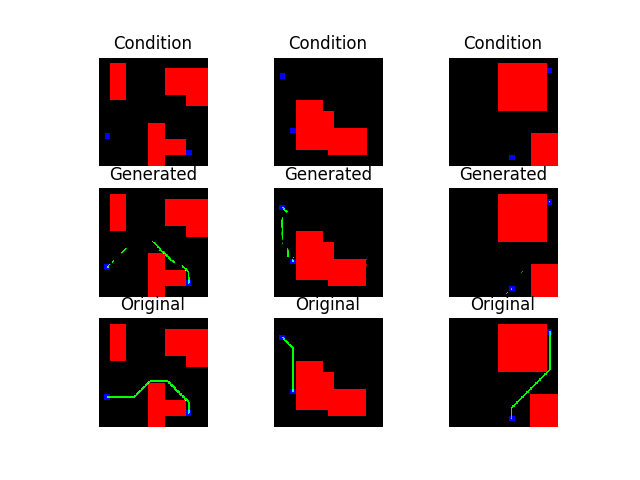 Condition Condition Condition
Generated Generated Generated
Original Original Original